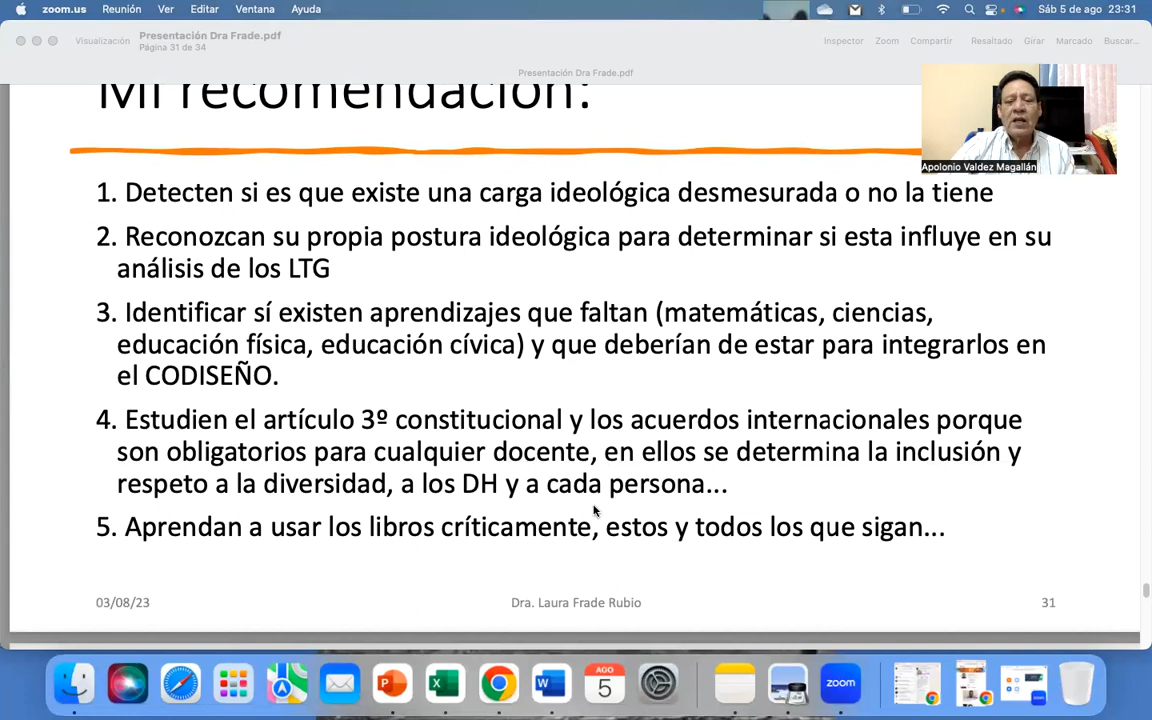 zoom.us Reunión Ver Editar Ventana Ayuda Sáb 5 de ago 23:31
Visualización Presentación Dra Frade.pdf Inspector Zoom Compartir Resaltado Girar Marcado Buscar...
Página 31 de 34
Presentación Dra Frade.pdf
Mi recomendación:
Apolonio Valdez Magallán
1. Detecten si es que existe una carga ideológica desmesurada o no la tiene
2. Reconozcan su propia postura ideológica para determinar si esta influye en su
análisis de los LTG
3. Identificar sí existen aprendizajes que faltan (matemáticas, ciencias,
educación física, educación cívica) y que deberían de estar para integrarlos en
el CODISEÑO.
4. Estudien el artículo 3º constitucional y los acuerdos internacionales porque
son obligatorios para cualquier docente, en ellos se determina la inclusión y
respeto a la diversidad, a los DH y a cada persona...
5. Aprendan a usar los libros críticamente, estos y todos los que sigan...
03/08/23 Dra. Laura Frade Rubio 31
AGO
5
zoom